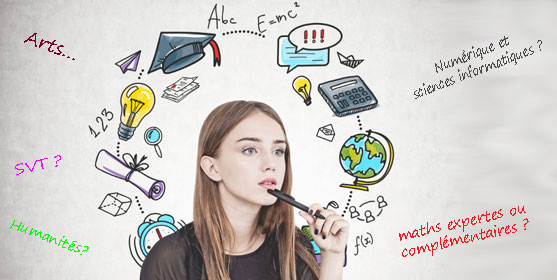 Abc
E=mc²
!!!
Arts...
Numérique et
sciences informatiques ?
123
SVT ?
Humanités?
maths expertes ou
complémentaires ?
f(x)